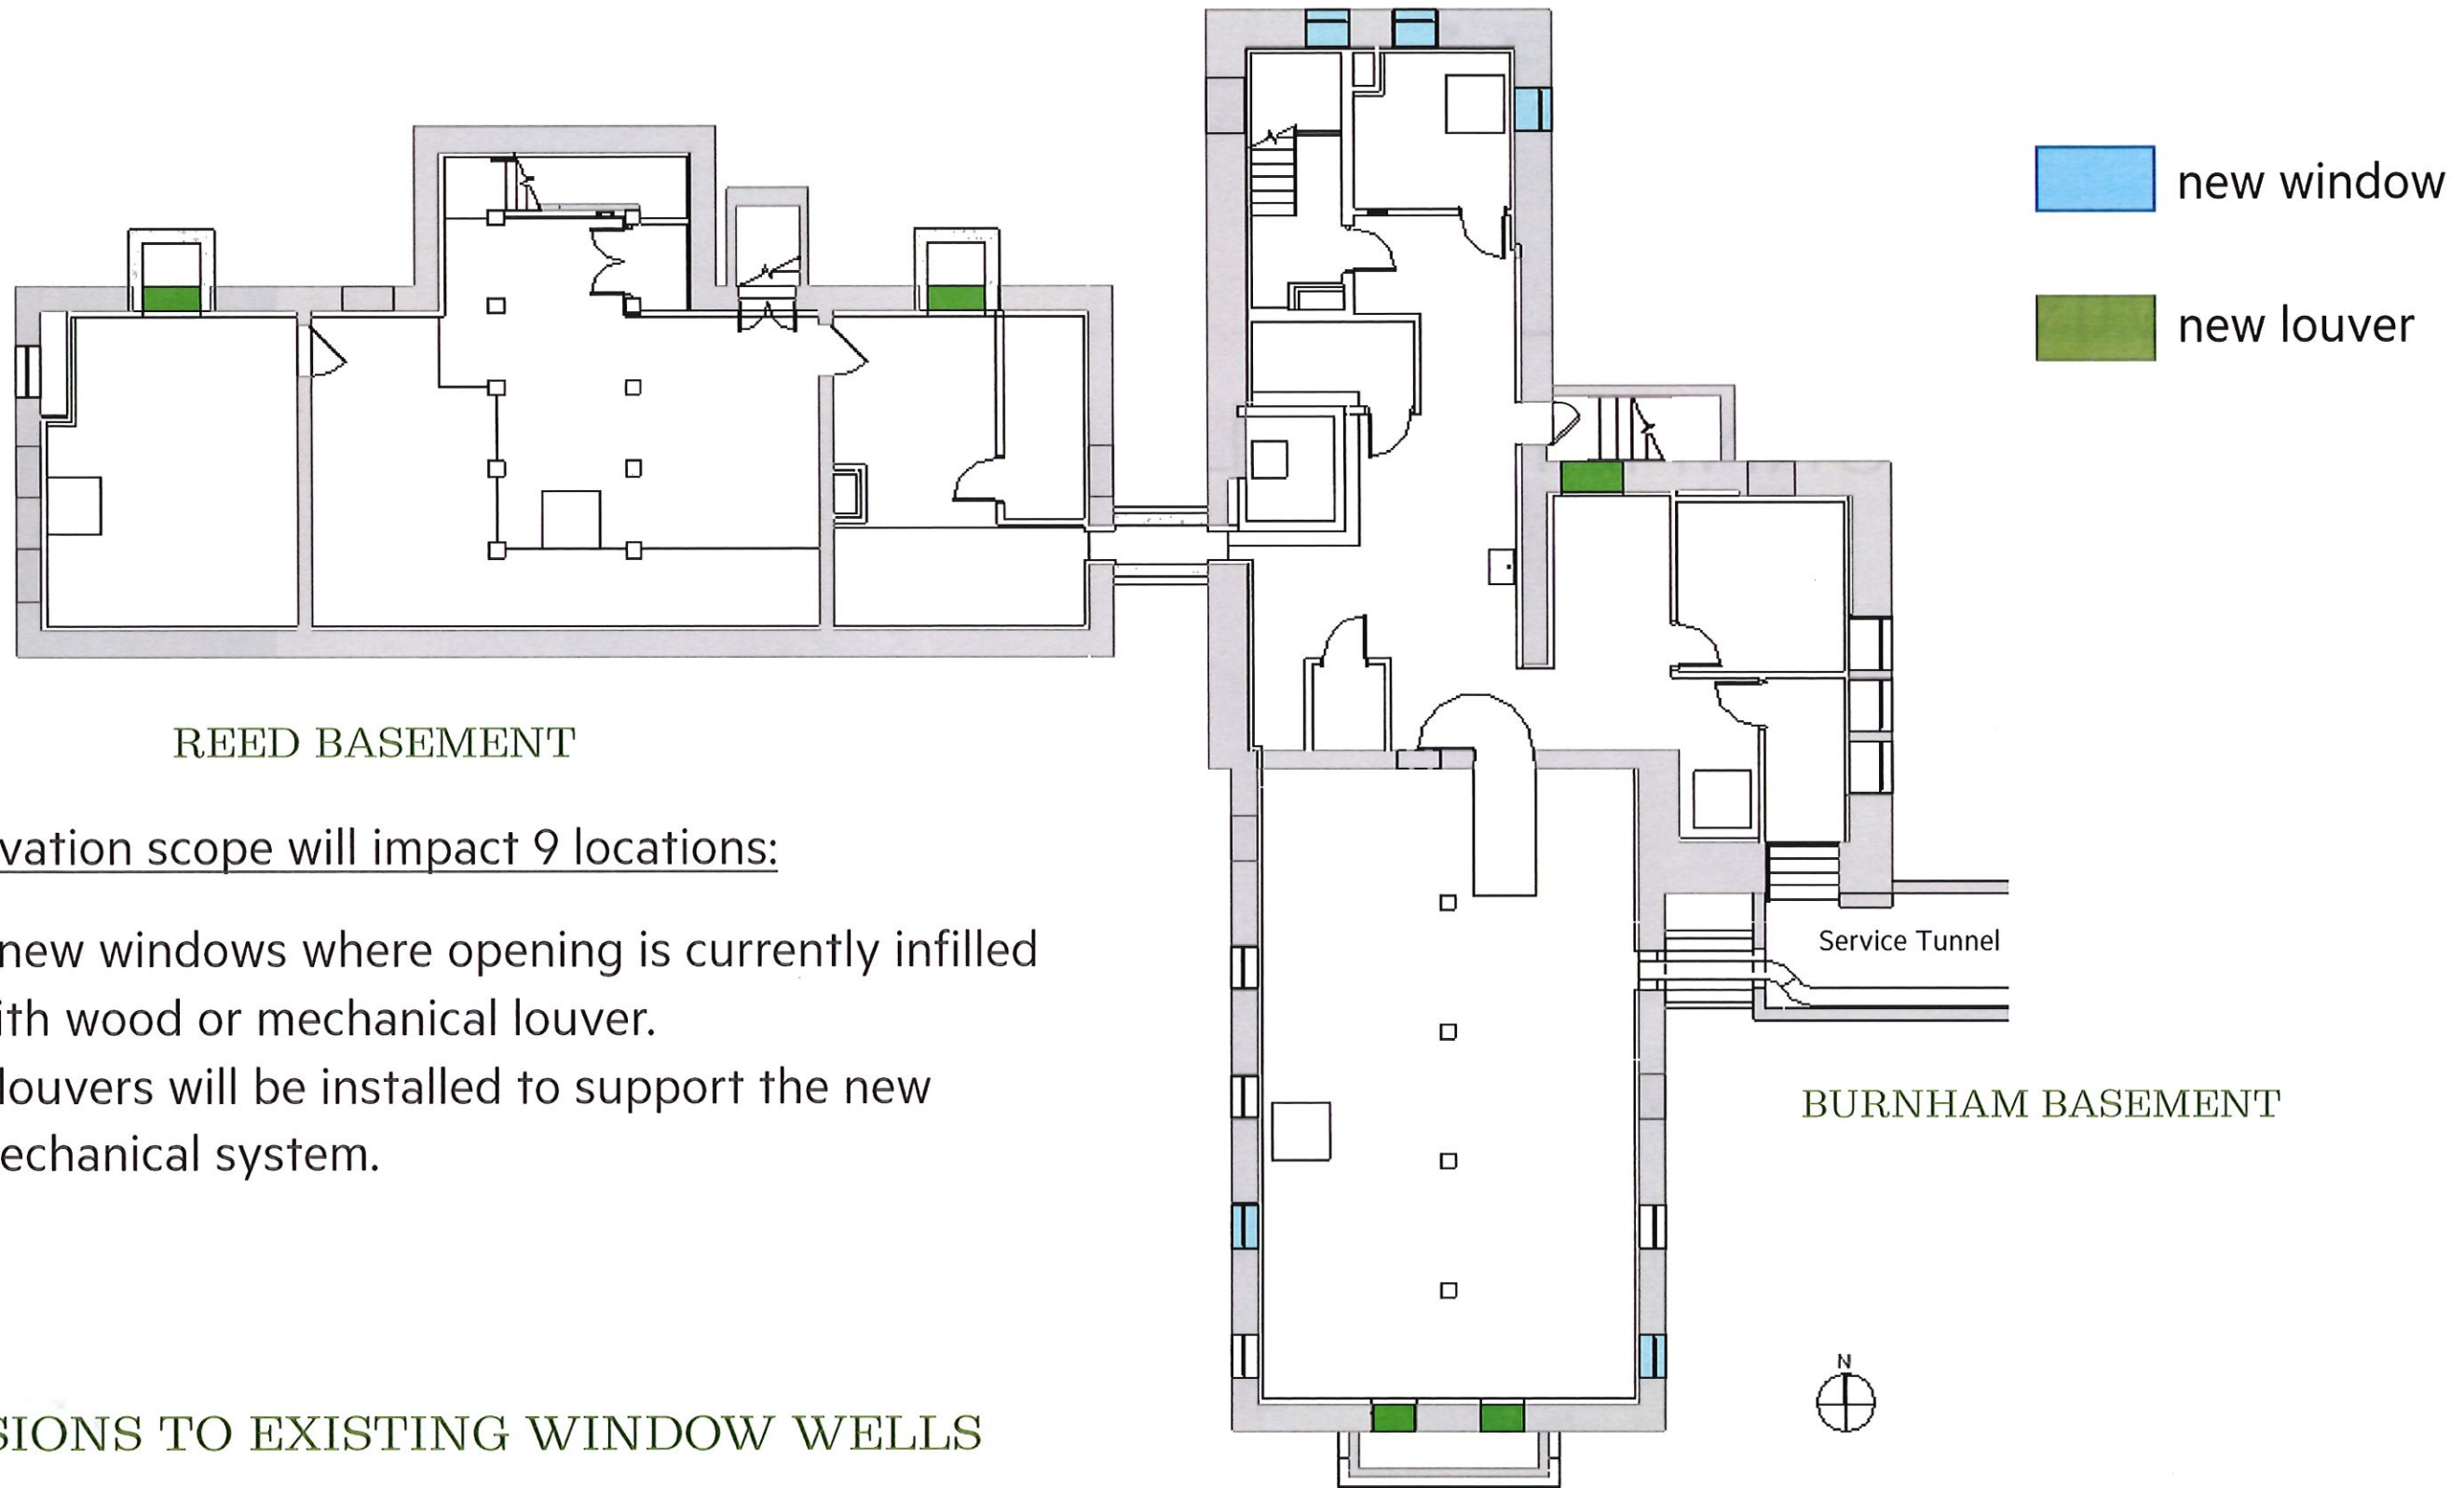 new window
new louver
REED BASEMENT
vation scope will impact 9 locations:
new windows where opening is currently infilled
ith wood or mechanical louver.
louvers will be installed to support the new
echanical system.
Service Tunnel
BURNHAM BASEMENT
N
SIONS TO EXISTING WINDOW WELLS